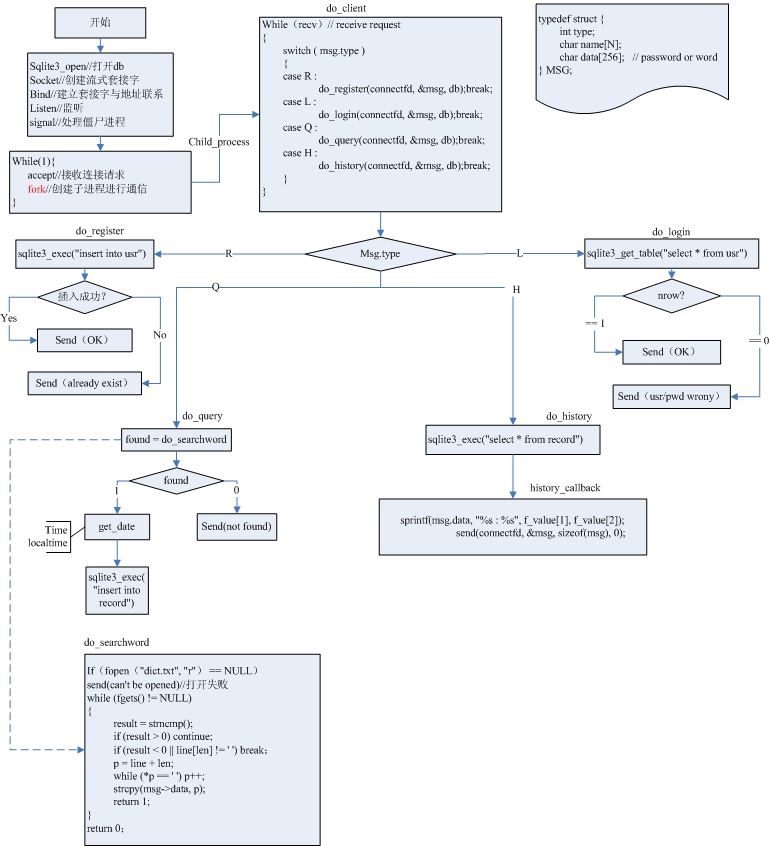 开始
Sqlite3_open//打开db
Socket//创建流式套接字
Bind//建立套接字与地址联系
Listen//监听
signal//处理僵尸进程
While(1){
accept//接收连接请求
fork//创建子进程进行通信
}
Child_process
do_client
While（recv）// receive request
{
switch ( msg.type )
{
case R :
do_register(connectfd, &msg, db);break;
case L :
do_login(connectfd, &msg, db);break;
case Q :
do_query(connectfd, &msg, db);break;
case H :
do_history(connectfd, &msg, db);break;
}
}
typedef struct {
int type;
char name[N];
char data[256]; // password or word
} MSG;
Msg.type
R
L
Q
H
do_register
sqlite3_exec("insert into usr")
插入成功？
Yes
No
Send（OK）
Send（already exist）
do_login
sqlite3_get_table("select * from usr")
nrow?
== 1
== 0
Send（OK）
Send（usr/pwd wrony）
do_query
found = do_searchword
found
1
0
get_date
Send(not found)
Time
localtime
sqlite3_exec(
"insert into
record")
do_history
sqlite3_exec("select * from record")
history_callback
sprintf(msg.data, "%s : %s", f_value[1], f_value[2]);
send(connectfd, &msg, sizeof(msg), 0);
do_searchword
If（fopen（"dict.txt", "r"） == NULL）
send(can't be opened)//打开失败
while (fgets() != NULL)
{
result = strncmp();
if (result > 0) continue;
if (result < 0 || line[len] != ' ') break；
p = line + len;
while (*p == ' ') p++;
strcpy(msg->data, p);
return 1;
}
return 0；